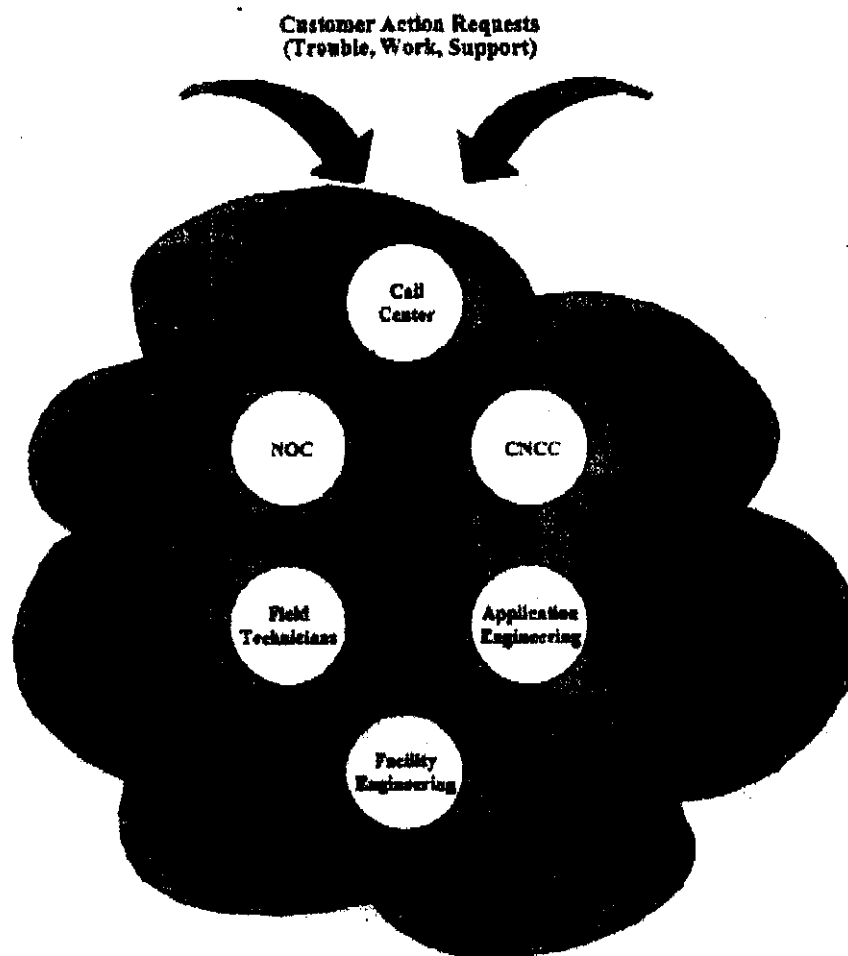 Customer Action Requests
(Trouble, Work, Support)
Call
Center
NOC
CNCC
Field
Technicians
Application
Engineering
Facility
Engineering